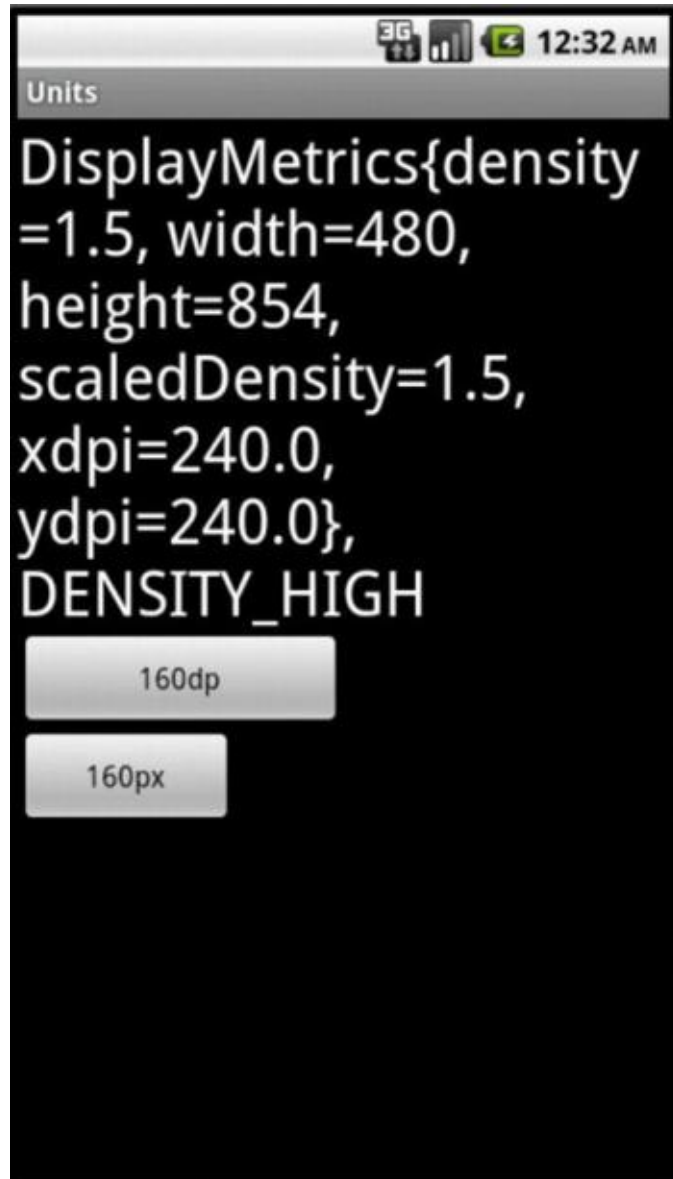 3G 12:32 AM
Units
DisplayMetrics{density
=1.5, width=480,
height=854,
scaledDensity=1.5,
xdpi=240.0,
ydpi=240.0},
DENSITY_HIGH
160dp
160px